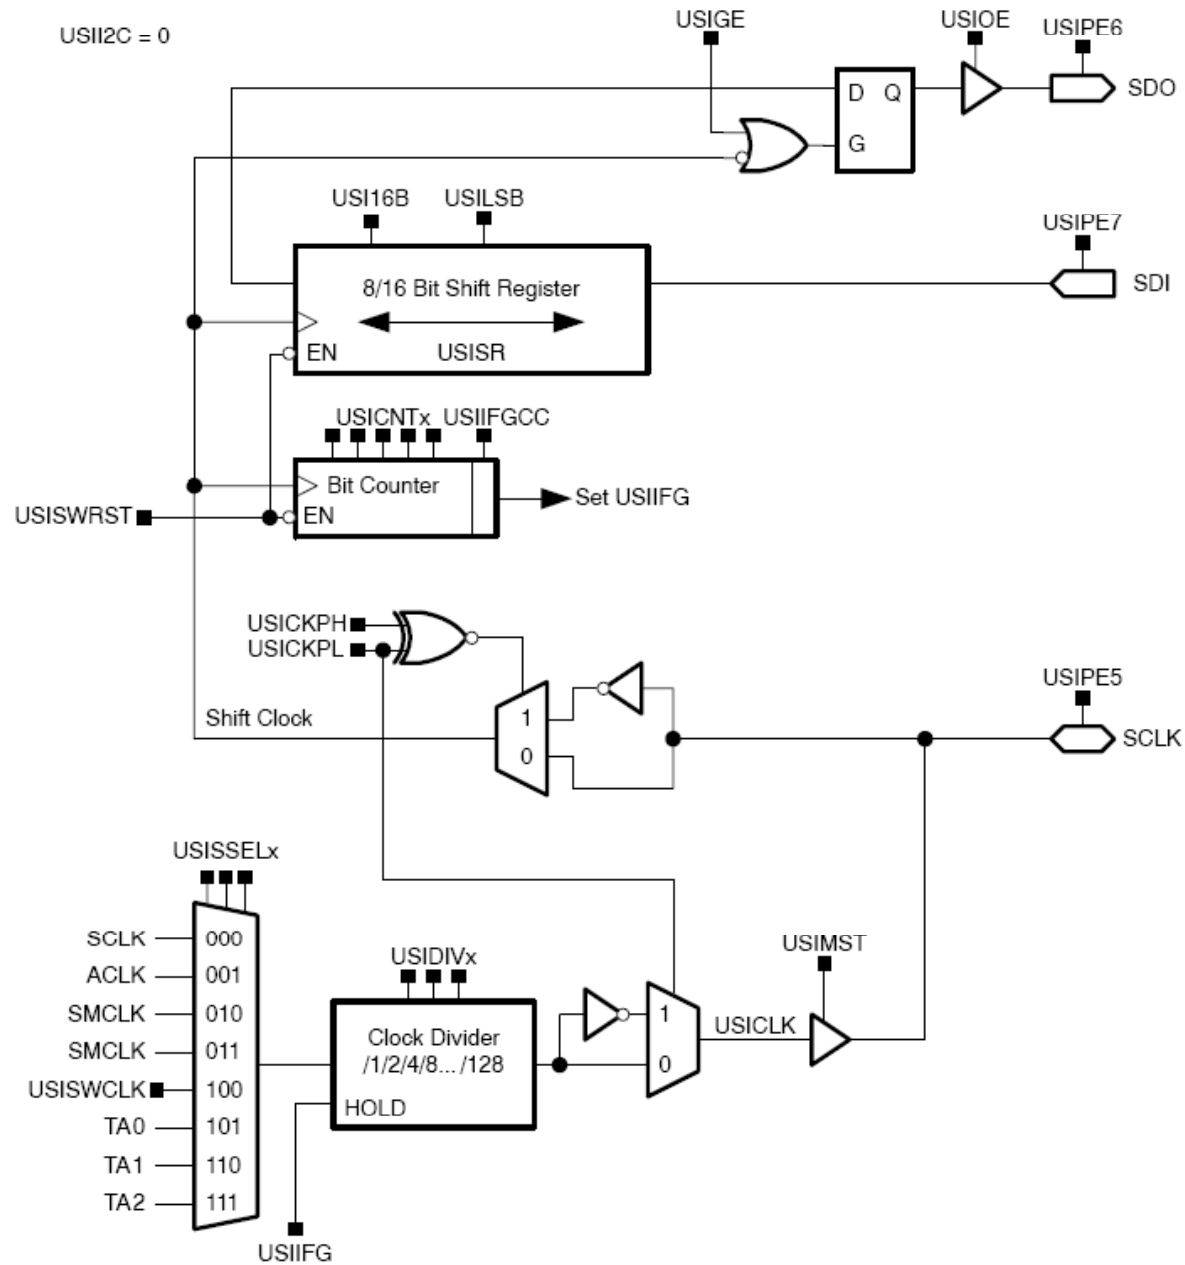 USII2C = 0
USIGE
USIOE
USIPE6
D Q
SDO
G
USI16B
USILSB
USIPE7
8/16 Bit Shift Register
SDI
EN
USISR
USICNTx
USIIFGCC
Bit Counter
Set USIIFG
USISWRST
EN
USICKPH
USICKPL
USIPE5
Shift Clock
1
0
SCLK
USISSELx
SCLK 000
ACLK 001
SMCLK 010
SMCLK 011
USISWCLK 100
TA0 101
TA1 110
TA2 111
USIDIVx
USIMST
Clock Divider
/1/2/4/8... /128
HOLD
1
0
USICLK
USIIFG